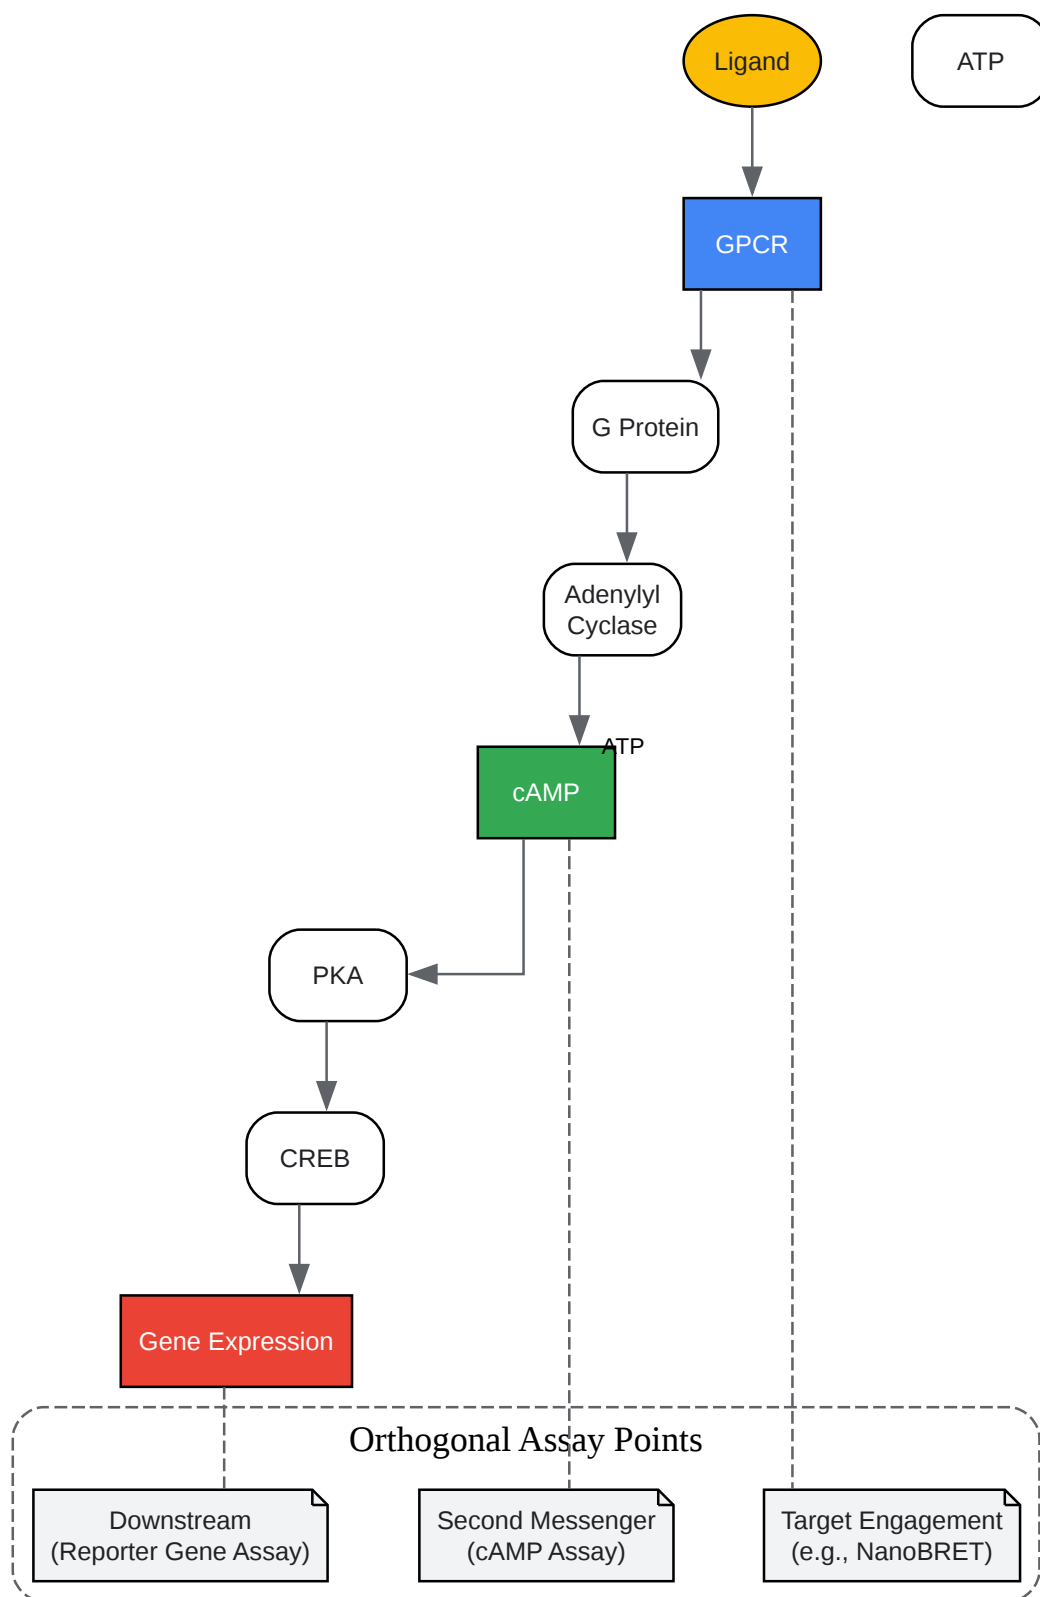 Ligand
ATP
GPCR
G Protein
Adenylyl
Cyclase
ATP
cAMP
PKA
CREB
Gene Expression
Orthogonal Assay Points
Downstream
(Reporter Gene Assay)
Second Messenger
(cAMP Assay)
Target Engagement
(e.g., NanoBRET)